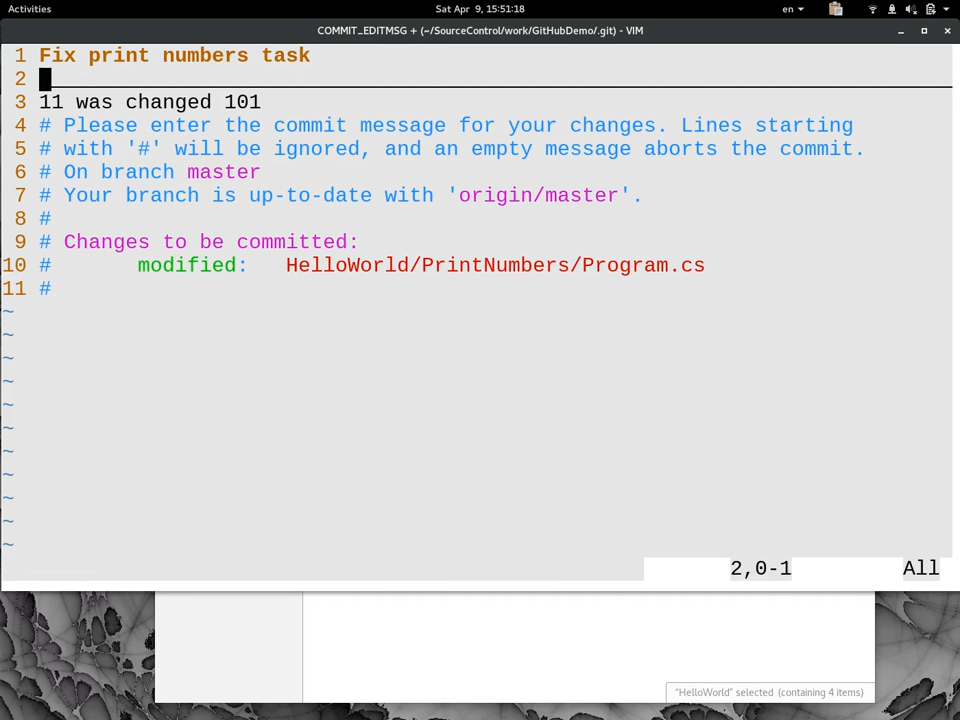 Activities
Sat Apr 9, 15:51:18
en
COMMIT_EDITMSG + (~/SourceControl/work/GitHubDemo/.git) - VIM
1 Fix print numbers task
2
3 11 was changed 101
4 # Please enter the commit message for your changes. Lines starting
5 # with '#' will be ignored, and an empty message aborts the commit.
6 # On branch master
7 # Your branch is up-to-date with 'origin/master'.
8 #
9 # Changes to be committed:
10 #       modified:   HelloWorld/PrintNumbers/Program.cs
11 #
~
~
~
~
~
~
~
~
~
~
~
2,0-1 All
"HelloWorld" selected (containing 4 items)